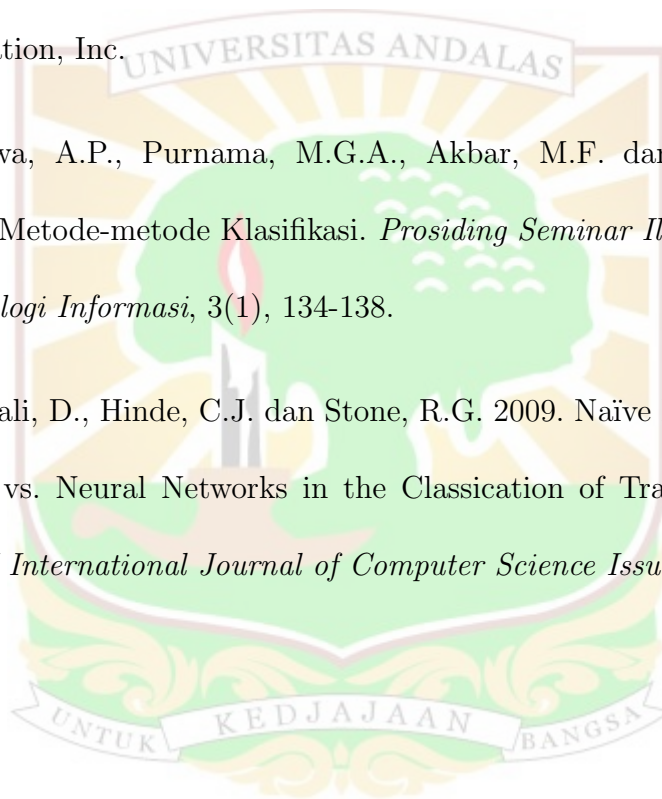 ation, Inc.
UNIVERSITAS ANDALAS
wa, A.P., Purnama, M.G.A., Akbar, M.F. dan
Metode-metode Klasifikasi. Prosiding Seminar Il
logi Informasi, 3(1), 134-138.
ali, D., Hinde, C.J. dan Stone, R.G. 2009. Naïve
vs. Neural Networks in the Classication of Tra
International Journal of Computer Science Issu
UNTUK KEDJAJAAN BANGSA